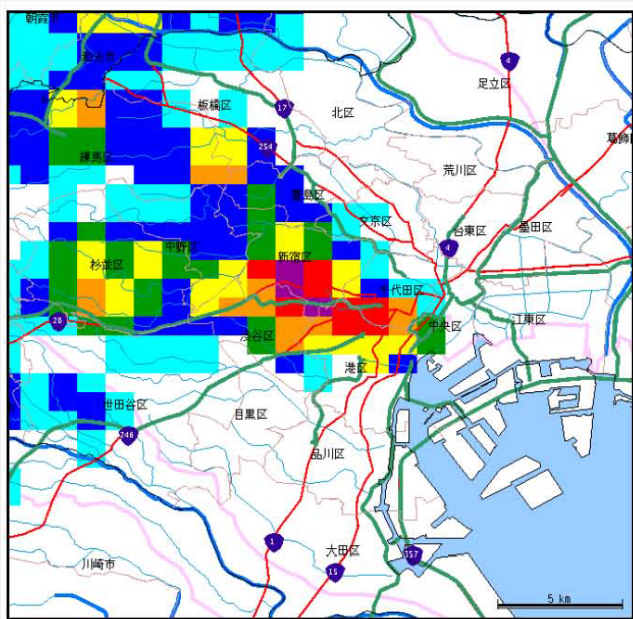 朝霞市
和光市
4
足立区
板橋区
17
北区
葛飾区
254
練馬区
荒川区
豊島区
文京区
台東区
墨田区
中野区
4
杉並区
新宿区
千代田区
20
中央区
江東区
渋谷区
港区
世田谷区
目黒区
246
品川区
1
大田区
357
15
川崎市
5 km